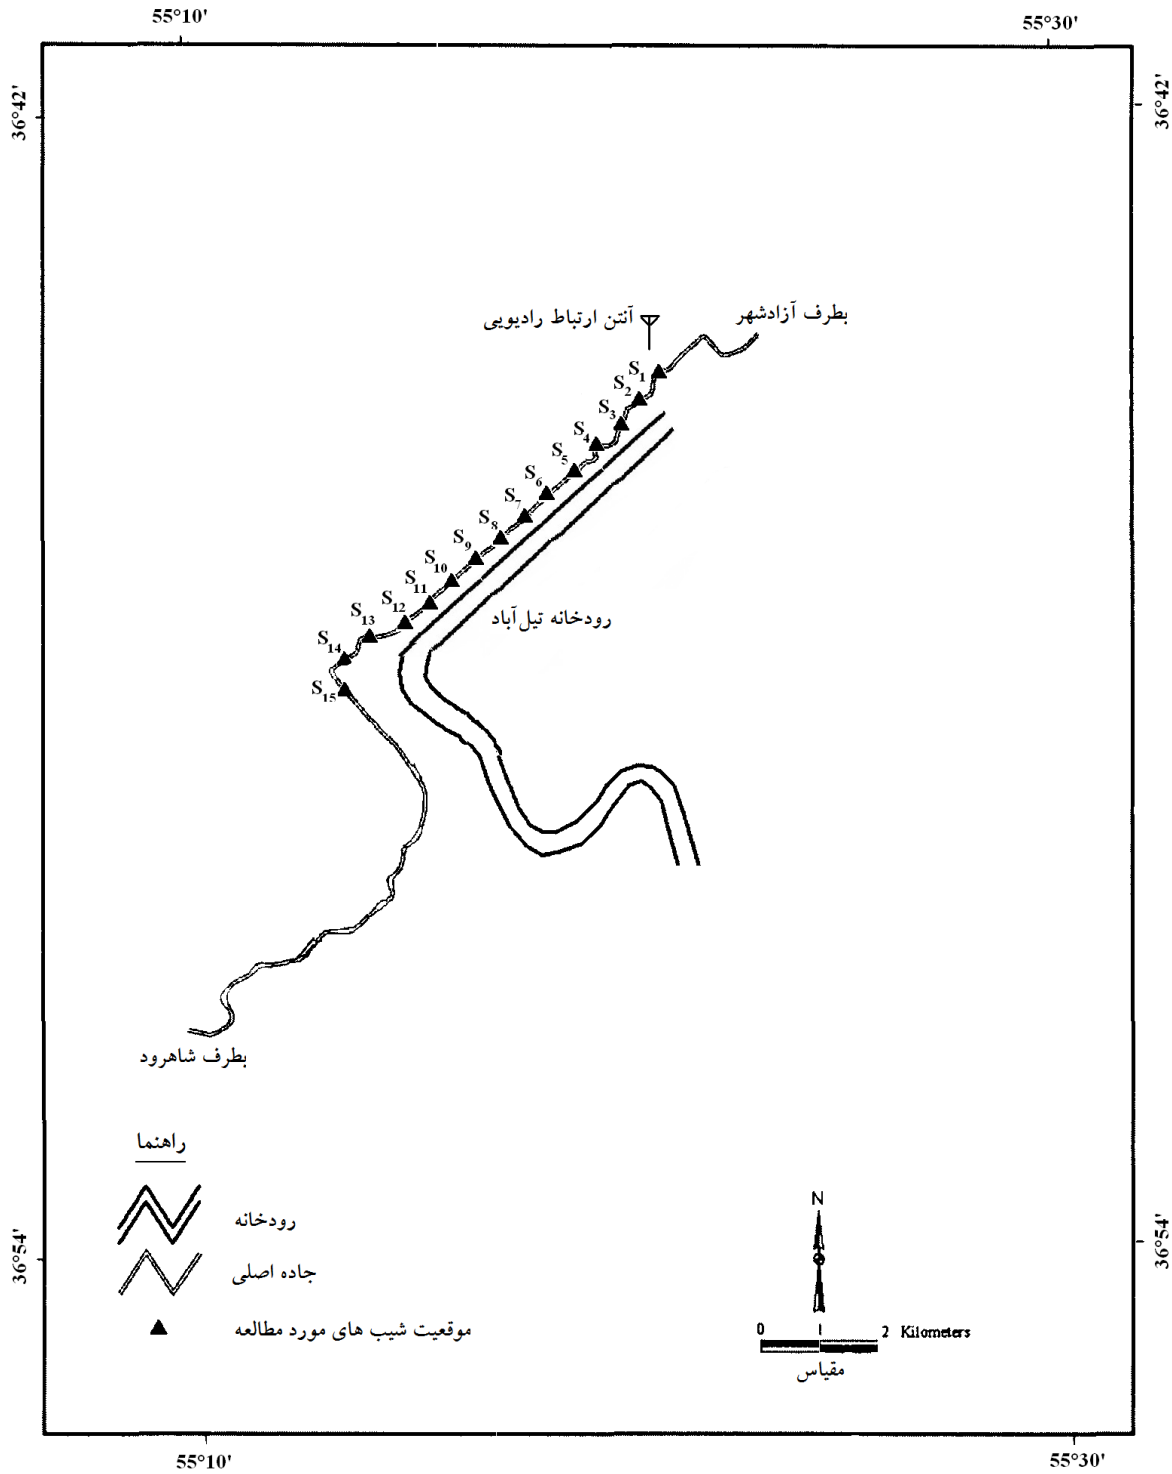 55°10'
55°30'
36°42'
36°42'
آنتن ارتباط رادیویی
بطرف آزادشهر
S1
S2
S3
S4
S5
S6
S7
S8
S9
S10
S11
S12
S13
S14
S15
رودخانه تیل‌آباد
بطرف شاهرود
راهنما
رودخانه
جاده اصلی
موقعیت شیب های مورد مطالعه
N
0 1 2 Kilometers
مقیاس
36°54'
36°54'
55°10'
55°30'